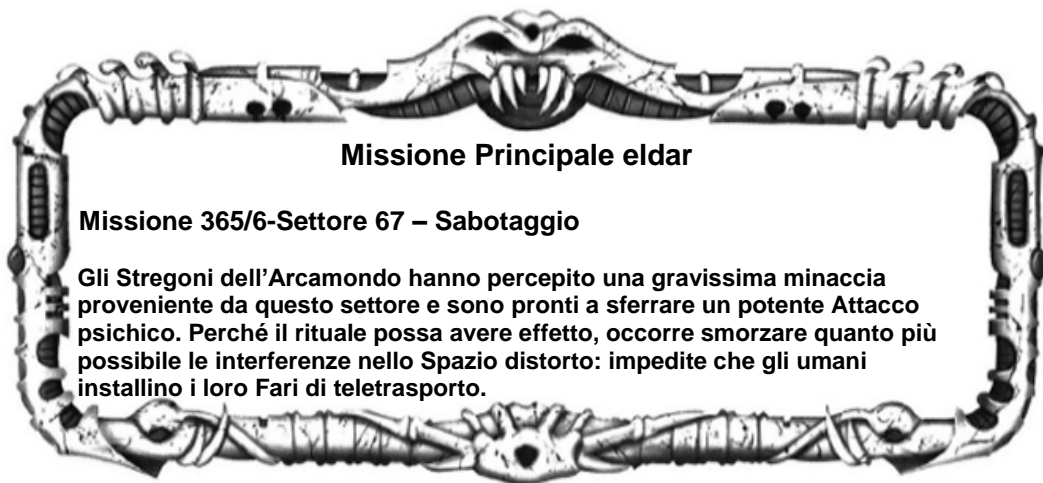 Missione Principale eldar
Missione 365/6-Settore 67 – Sabotaggio
Gli Stregoni dell’Arcamondo hanno percepito una gravissima minaccia
proveniente da questo settore e sono pronti a sferrare un potente Attacco
psichico. Perché il rituale possa avere effetto, occorre smorzare quanto più
possibile le interferenze nello Spazio distorto: impedite che gli umani
installino i loro Fari di teletrasporto.